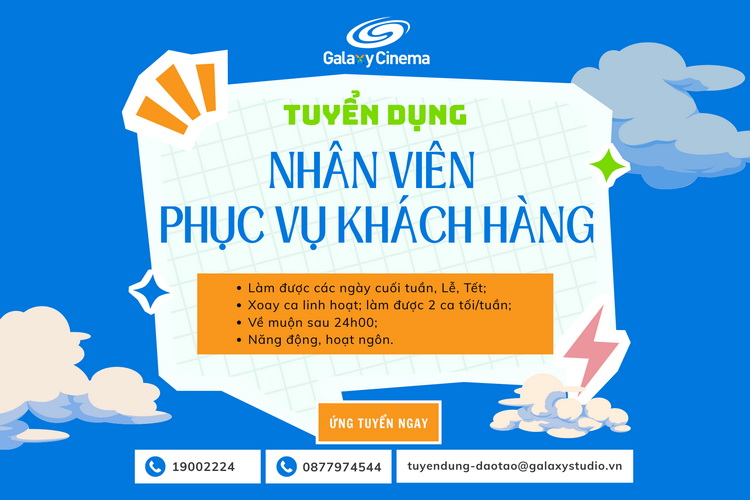 Galaxy Cinema
TUYỂN DỤNG
NHÂN VIÊN
PHỤC VỤ KHÁCH HÀNG
• Làm được các ngày cuối tuần, Lễ, Tết;
• Xoay ca linh hoạt; làm được 2 ca tối/tuần;
• Về muộn sau 24h00;
• Năng động, hoạt ngôn.
ỨNG TUYỂN NGAY
19002224
0877974544
tuyendung-daotao@galaxystudio.vn